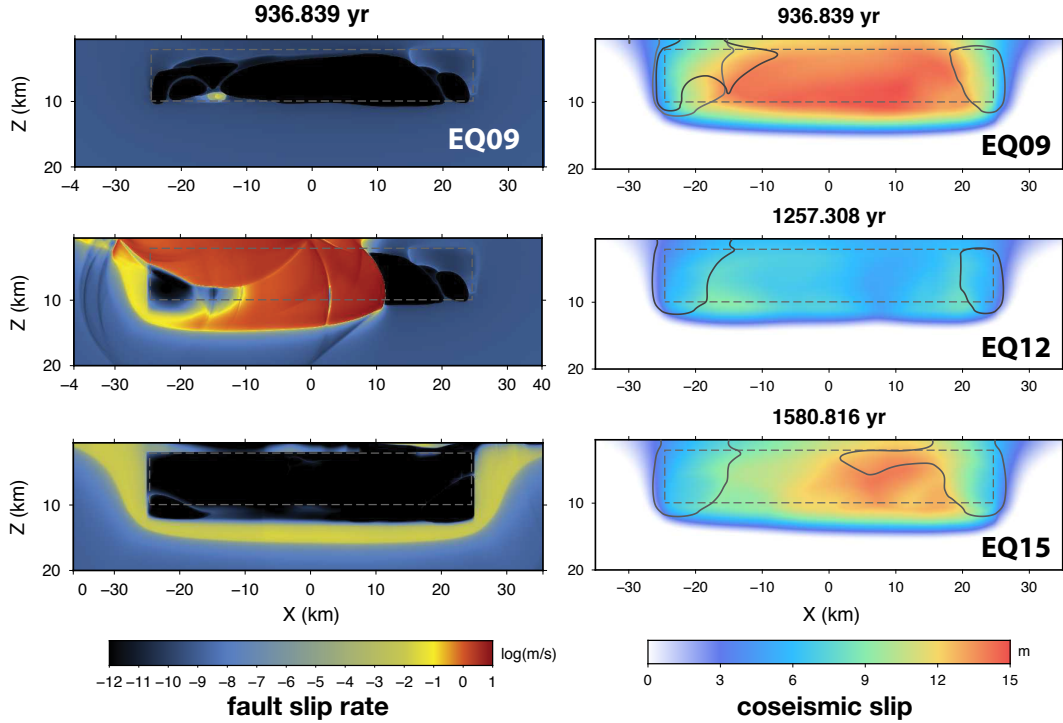 936.839 yr
Z (km)
10
20
EQ09
−4 −30 −20 −10 0 10 20 30
Z (km)
10
20
−4 −30 −20 −10 0 10 20 30 40
Z (km)
10
20
0 −30 −20 −10 0 10 20 30
X (km)
−12 −11 −10 −9 −8 −7 −6 −5 −4 −3 −2 −1 0 1
log(m/s)
fault slip rate
936.839 yr
10
20
EQ09
−30 −20 −10 0 10 20 30
1257.308 yr
10
20
EQ12
−30 −20 −10 0 10 20 30
1580.816 yr
10
20
EQ15
−30 −20 −10 0 10 20 30
X (km)
m
0 3 6 9 12 15
coseismic slip